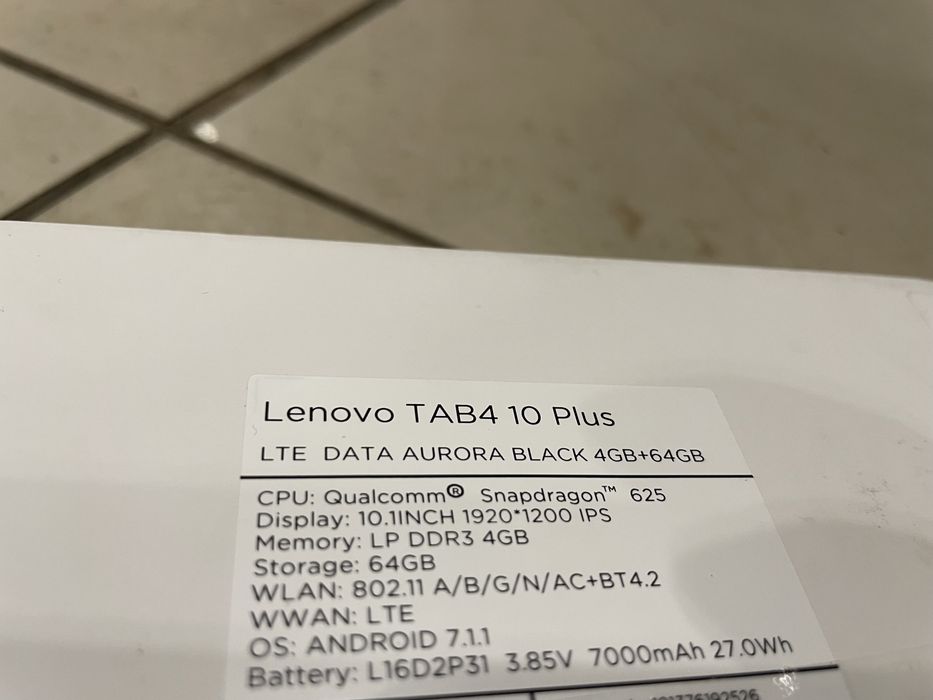 Lenovo TAB4 10 Plus
LTE DATA AURORA BLACK 4GB+64GB
CPU: Qualcomm® Snapdragon™ 625
Display: 10.1INCH 1920*1200 IPS
Memory: LP DDR3 4GB
Storage: 64GB
WLAN: 802.11 A/B/G/N/AC+BT4.2
WWAN: LTE
OS: ANDROID 7.1.1
Battery: L16D2P31 3.85V 7000mAh 27.0Wh